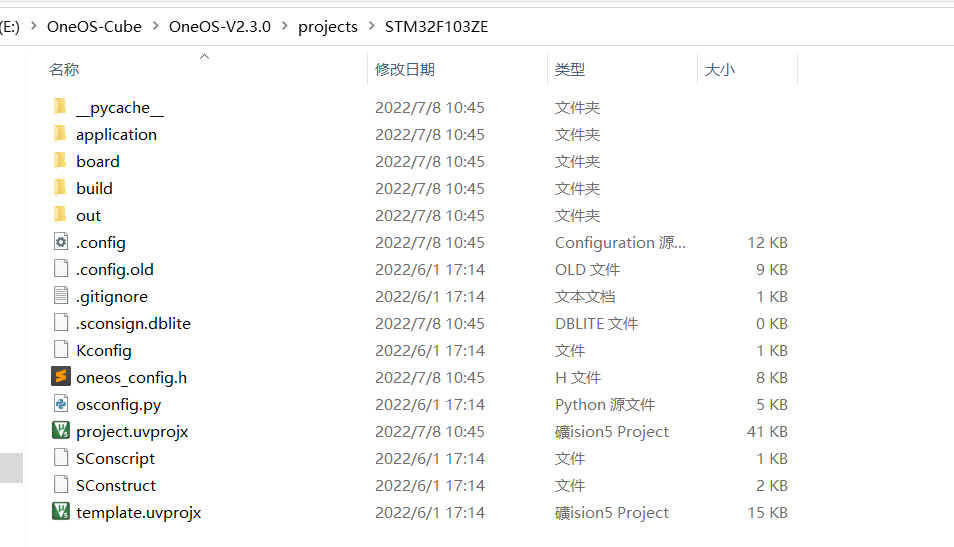 (E:) > OneOS-Cube > OneOS-V2.3.0 > projects > STM32F103ZE
名称 修改日期 类型 大小
__pycache__ 2022/7/8 10:45 文件夹
application 2022/7/8 10:45 文件夹
board 2022/7/8 10:45 文件夹
build 2022/7/8 10:45 文件夹
out 2022/7/8 10:45 文件夹
.config 2022/7/8 10:45 Configuration 源... 12 KB
.config.old 2022/6/1 17:14 OLD 文件 9 KB
.gitignore 2022/6/1 17:14 文本文档 1 KB
.sconsign.dblite 2022/7/8 10:45 DBLITE 文件 0 KB
Kconfig 2022/6/1 17:14 文件 1 KB
oneos_config.h 2022/7/8 10:45 H 文件 8 KB
osconfig.py 2022/6/1 17:14 Python 源文件 5 KB
project.uvprojx 2022/7/8 10:45 礦ision5 Project 41 KB
SConscript 2022/6/1 17:14 文件 1 KB
SConstruct 2022/6/1 17:14 文件 2 KB
template.uvprojx 2022/6/1 17:14 礦ision5 Project 15 KB